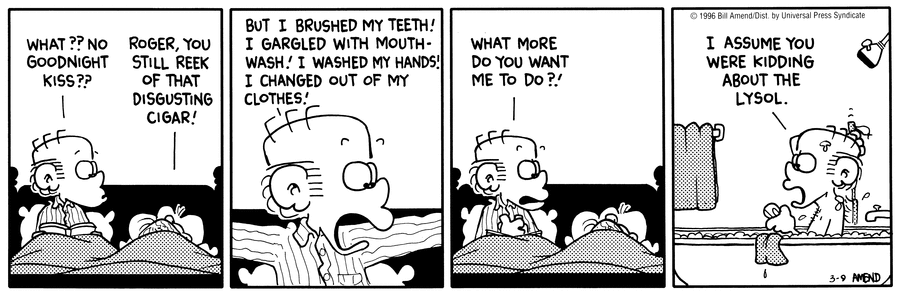 WHAT?? NO
GOODNIGHT
KISS??
ROGER, YOU
STILL REEK
OF THAT
DISGUSTING
CIGAR!
BUT I BRUSHED MY TEETH!
I GARGLED WITH MOUTH-
WASH! I WASHED MY HANDS!
I CHANGED OUT OF MY
CLOTHES!
WHAT MORE
DO YOU WANT
ME TO DO?!
© 1996 Bill Amend/Dist. by Universal Press Syndicate
I ASSUME YOU
WERE KIDDING
ABOUT THE
LYSOL.
3-9 AMEND